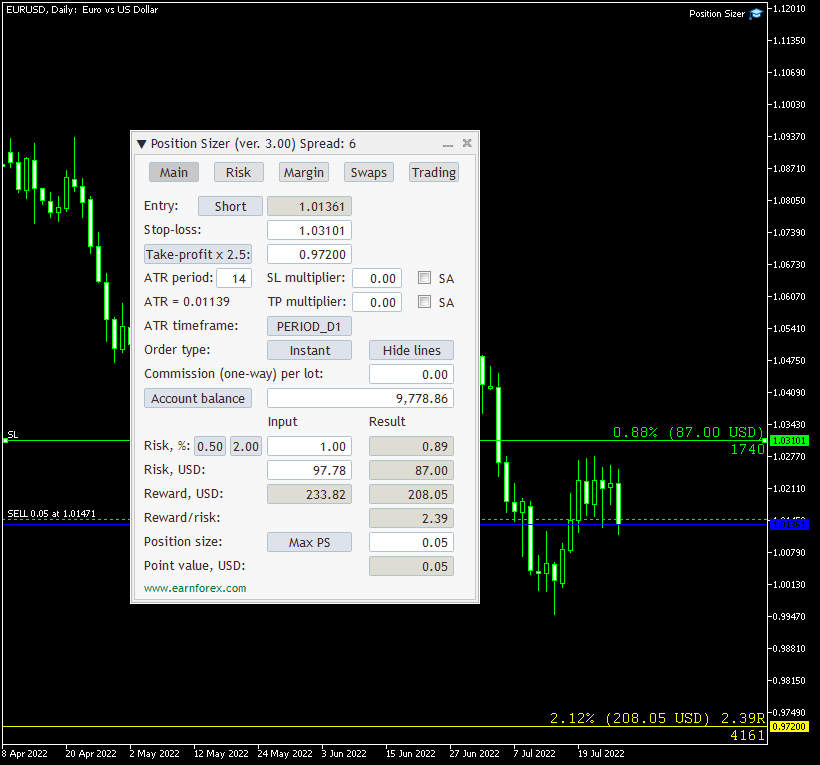 EURUSD, Daily: Euro vs US Dollar
Position Sizer
1.12010
1.11350
1.10690
1.10030
1.09370
1.08710
1.08050
1.07390
1.06730
1.06070
1.05410
1.04750
1.04090
1.03430
1.03101
1.02770
1.02110
1.00790
1.00130
0.99470
0.98810
0.98150
0.97490
0.97200
Position Sizer (ver. 3.00) Spread: 6
Main Risk Margin Swaps Trading
Entry: Short 1.01361
Stop-loss: 1.03101
Take-profit x 2.5: 0.97200
ATR period: 14 SL multiplier: 0.00 SA
ATR = 0.01139 TP multiplier: 0.00 SA
ATR timeframe: PERIOD_D1
Order type: Instant Hide lines
Commission (one-way) per lot: 0.00
Account balance 9,778.86
Input Result
Risk, %: 0.50 2.00 1.00 0.89
Risk, USD: 97.78 87.00
Reward, USD: 233.82 208.05
Reward/risk: 2.39
Position size: Max PS 0.05
Point value, USD: 0.05
www.earnforex.com
SL
0.88% (87.00 USD)
1740
SELL 0.05 at 1.01471
2.12% (208.05 USD) 2.39R
4161
8 Apr 2022 20 Apr 2022 2 May 2022 12 May 2022 24 May 2022 3 Jun 2022 15 Jun 2022 27 Jun 2022 7 Jul 2022 19 Jul 2022